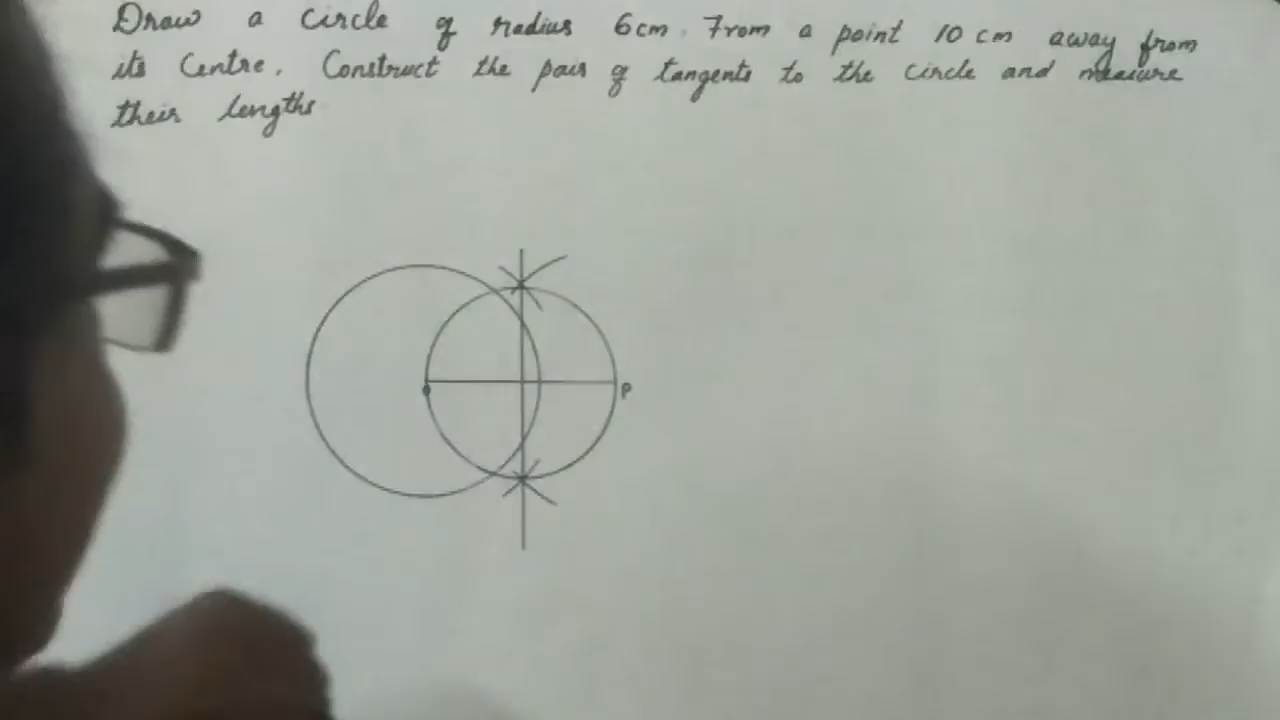 Draw a circle of radius 6cm. From a point 10 cm away from
its Centre. Construct the pair of tangents to the circle and measure
their lengths
O P